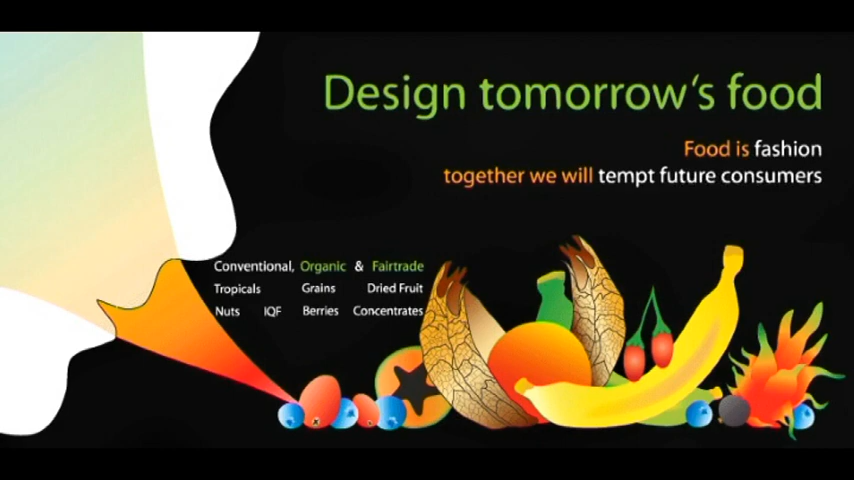 Design tomorrow's food
Food is fashion
together we will tempt future consumers
Conventional, Organic & Fairtrade
Tropicals Grains Dried Fruit
Nuts IQF Berries Concentrates